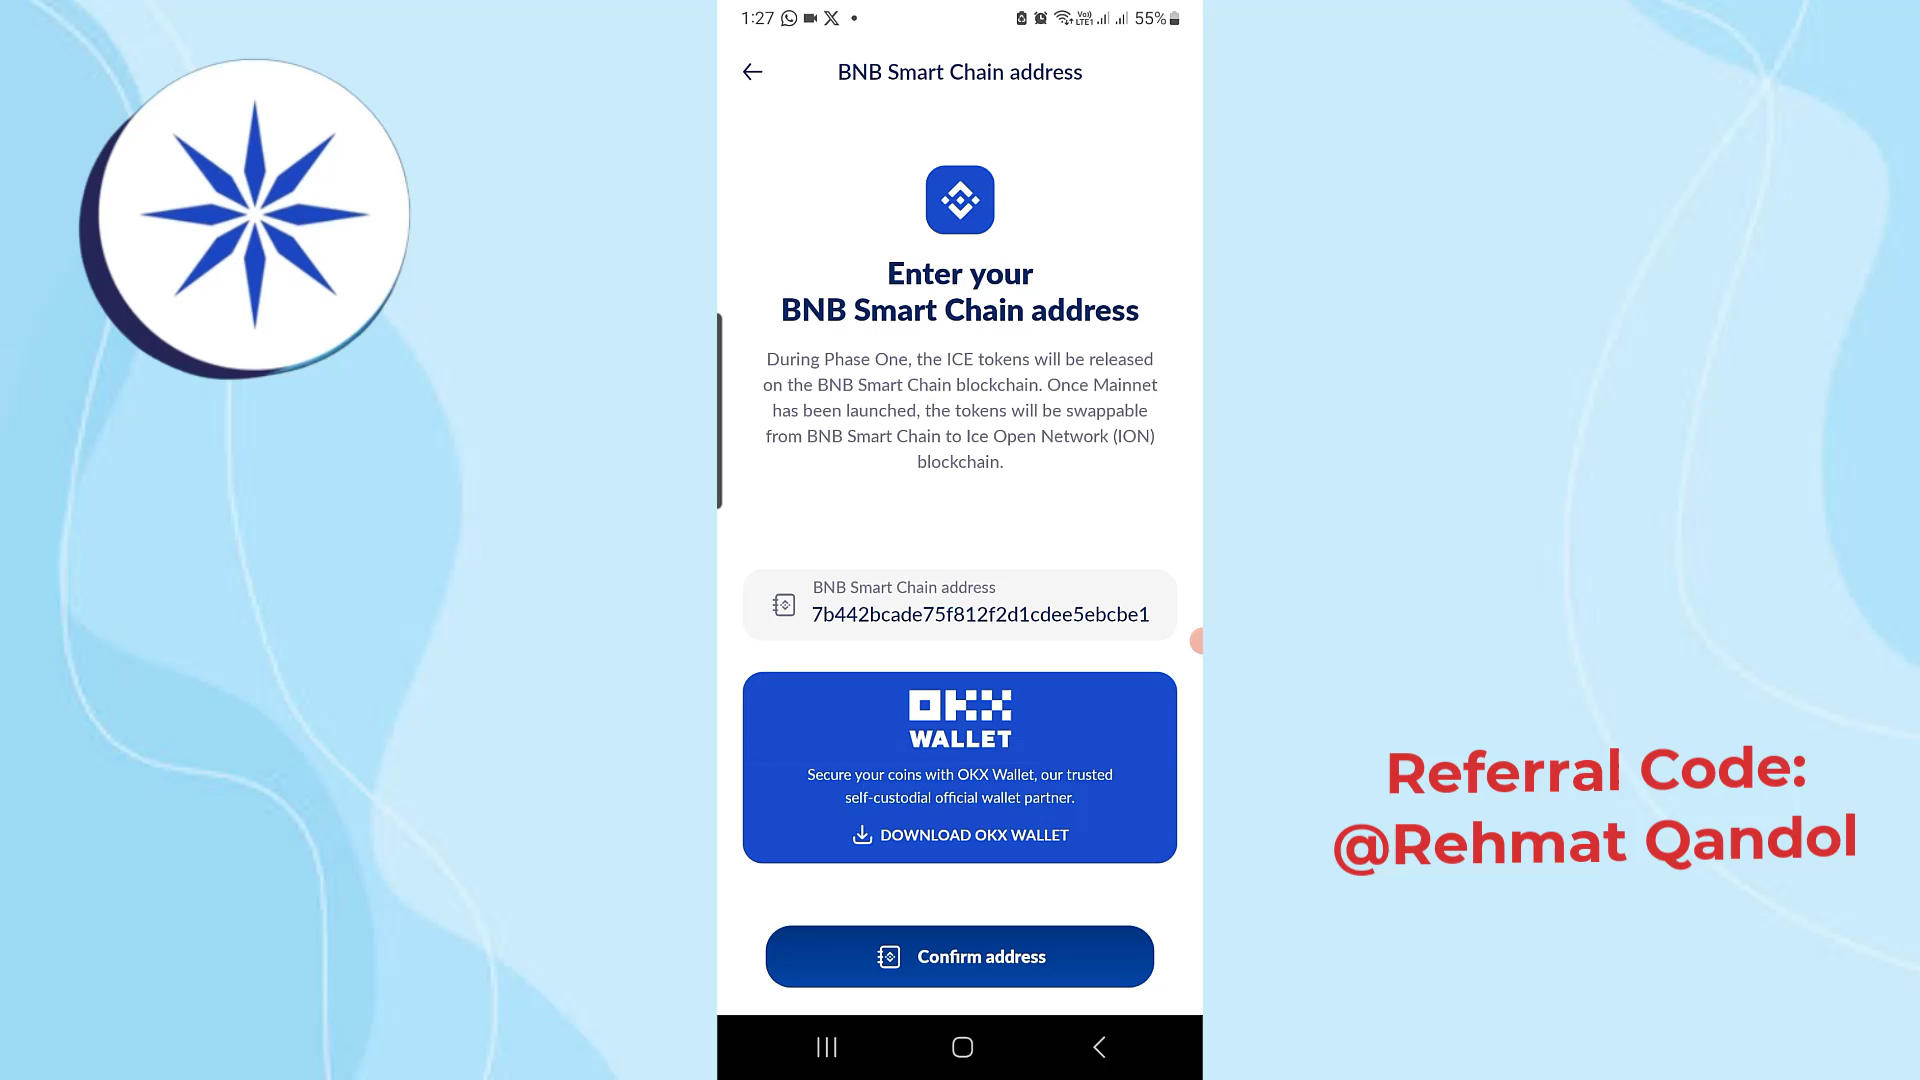 1:27
Vo)) LTE1
55%
BNB Smart Chain address
Enter your
BNB Smart Chain address
During Phase One, the ICE tokens will be released
on the BNB Smart Chain blockchain. Once Mainnet
has been launched, the tokens will be swappable
from BNB Smart Chain to Ice Open Network (ION)
blockchain.
BNB Smart Chain address
7b442bcade75f812f2d1cdee5ebcbe1
OKX
WALLET
Secure your coins with OKX Wallet, our trusted
self-custodial official wallet partner.
DOWNLOAD OKX WALLET
Confirm address
Referral Code:
@Rehmat Qandol